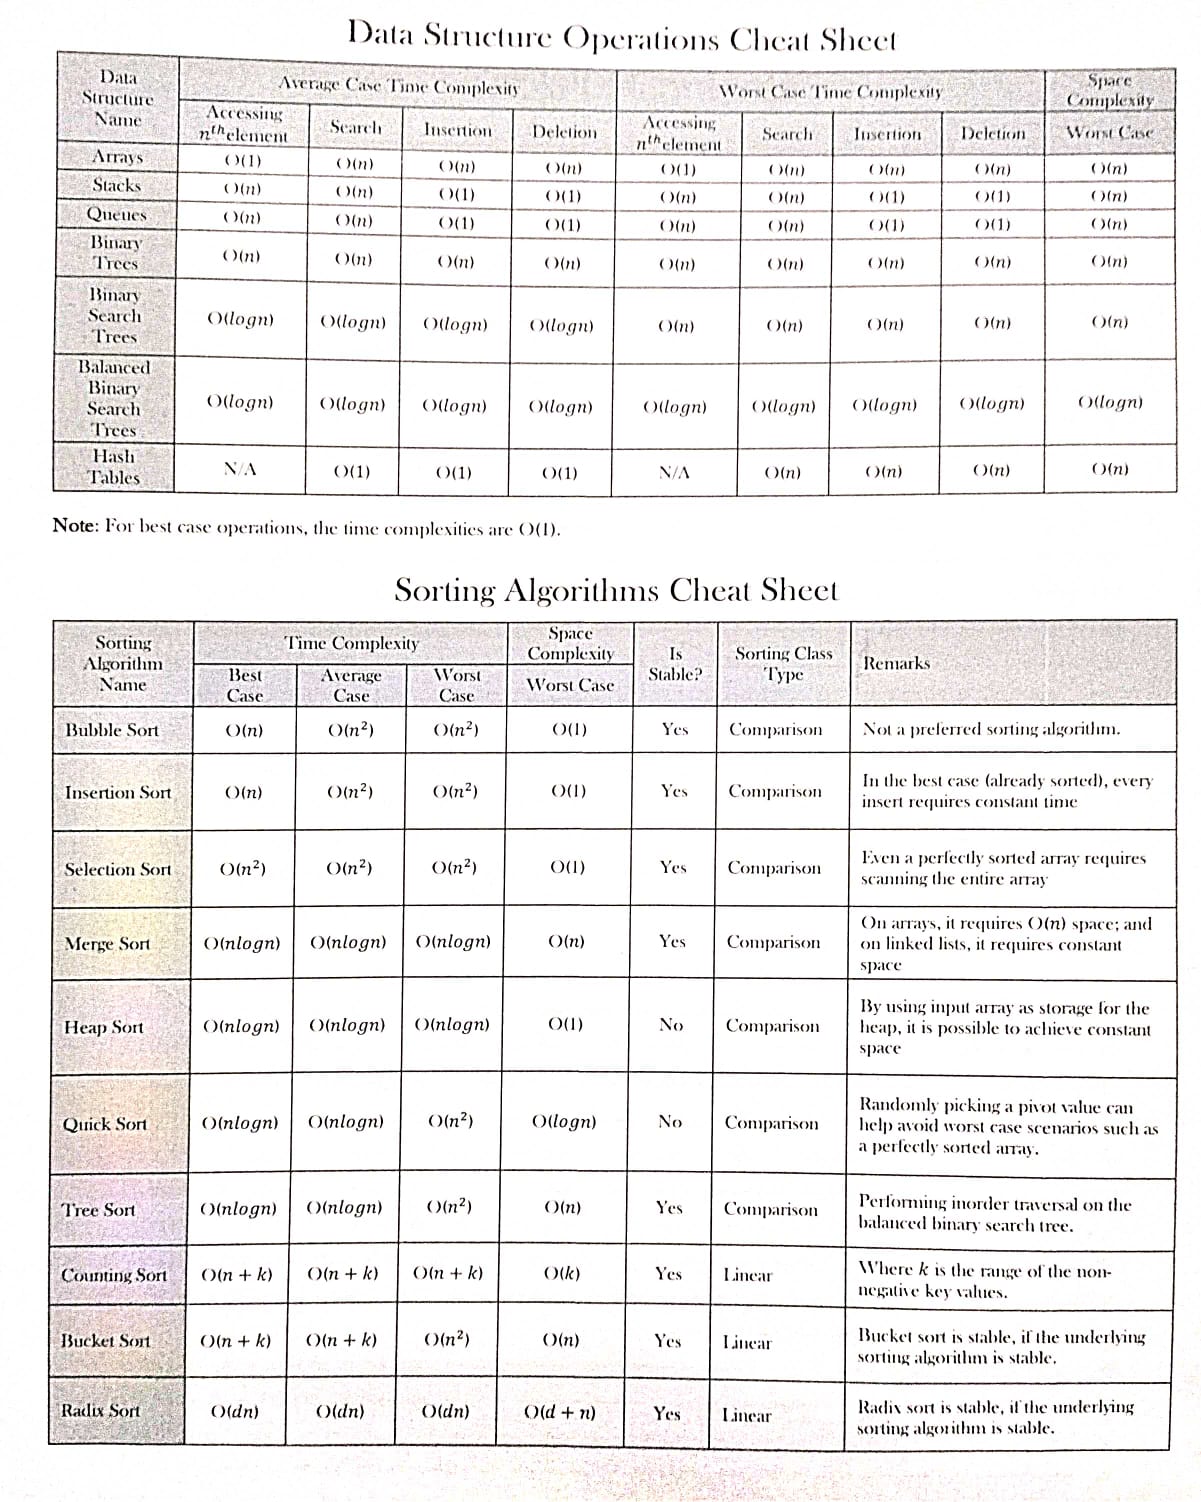 Data Structure Operations Cheat Sheet
Data Structure Name | Average Case Time Complexity | Worst Case Time Complexity | Space Complexity
Accessing nᵗʰ element | Search | Insertion | Deletion | Accessing nᵗʰ element | Search | Insertion | Deletion | Worst Case
Arrays | O(1) | O(n) | O(n) | O(n) | O(1) | O(n) | O(n) | O(n) | O(n)
Stacks | O(n) | O(n) | O(1) | O(1) | O(n) | O(n) | O(1) | O(1) | O(n)
Queues | O(n) | O(n) | O(1) | O(1) | O(n) | O(n) | O(1) | O(1) | O(n)
Binary Trees | O(n) | O(n) | O(n) | O(n) | O(n) | O(n) | O(n) | O(n) | O(n)
Binary Search Trees | O(logn) | O(logn) | O(logn) | O(logn) | O(n) | O(n) | O(n) | O(n) | O(n)
Balanced Binary Search Trees | O(logn) | O(logn) | O(logn) | O(logn) | O(logn) | O(logn) | O(logn) | O(logn) | O(logn)
Hash Tables | N/A | O(1) | O(1) | O(1) | N/A | O(n) | O(n) | O(n) | O(n)
Note: For best case operations, the time complexities are O(1).
Sorting Algorithms Cheat Sheet
Sorting Algorithm Name | Time Complexity | Space Complexity | Is Stable? | Sorting Class Type | Remarks
Best Case | Average Case | Worst Case | Worst Case
Bubble Sort | O(n) | O(n²) | O(n²) | O(1) | Yes | Comparison | Not a preferred sorting algorithm.
Insertion Sort | O(n) | O(n²) | O(n²) | O(1) | Yes | Comparison | In the best case (already sorted), every insert requires constant time
Selection Sort | O(n²) | O(n²) | O(n²) | O(1) | Yes | Comparison | Even a perfectly sorted array requires scanning the entire array
Merge Sort | O(nlogn) | O(nlogn) | O(nlogn) | O(n) | Yes | Comparison | On arrays, it requires O(n) space; and on linked lists, it requires constant space
Heap Sort | O(nlogn) | O(nlogn) | O(nlogn) | O(1) | No | Comparison | By using input array as storage for the heap, it is possible to achieve constant space
Quick Sort | O(nlogn) | O(nlogn) | O(n²) | O(logn) | No | Comparison | Randomly picking a pivot value can help avoid worst case scenarios such as a perfectly sorted array.
Tree Sort | O(nlogn) | O(nlogn) | O(n²) | O(n) | Yes | Comparison | Performing inorder traversal on the balanced binary search tree.
Counting Sort | O(n + k) | O(n + k) | O(n + k) | O(k) | Yes | Linear | Where k is the range of the non-negative key values.
Bucket Sort | O(n + k) | O(n + k) | O(n²) | O(n) | Yes | Linear | Bucket sort is stable, if the underlying sorting algorithm is stable.
Radix Sort | O(dn) | O(dn) | O(dn) | O(d + n) | Yes | Linear | Radix sort is stable, if the underlying sorting algorithm is stable.